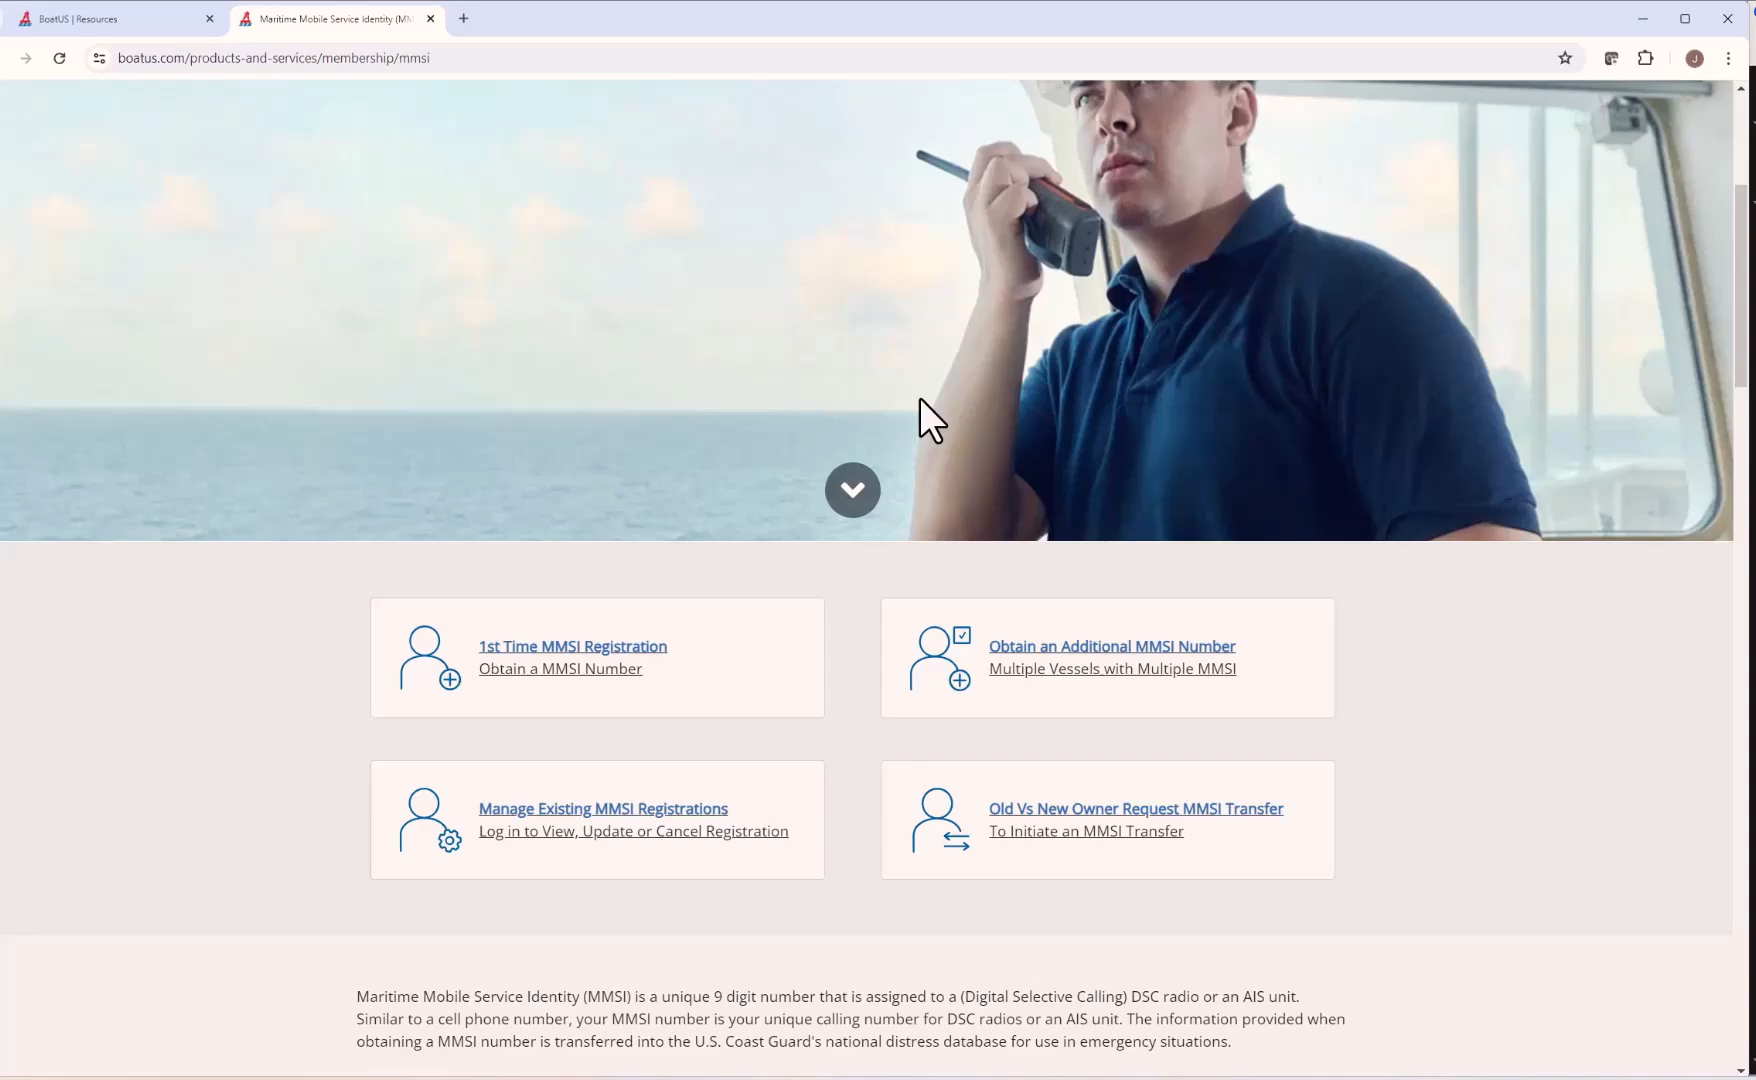 BoatUS | Resources
Maritime Mobile Service Identity (MM
boatus.com/products-and-services/membership/mmsi
J
1st Time MMSI Registration
Obtain a MMSI Number
Obtain an Additional MMSI Number
Multiple Vessels with Multiple MMSI
Manage Existing MMSI Registrations
Log in to View, Update or Cancel Registration
Old Vs New Owner Request MMSI Transfer
To Initiate an MMSI Transfer
Maritime Mobile Service Identity (MMSI) is a unique 9 digit number that is assigned to a (Digital Selective Calling) DSC radio or an AIS unit.
Similar to a cell phone number, your MMSI number is your unique calling number for DSC radios or an AIS unit. The information provided when
obtaining a MMSI number is transferred into the U.S. Coast Guard's national distress database for use in emergency situations.